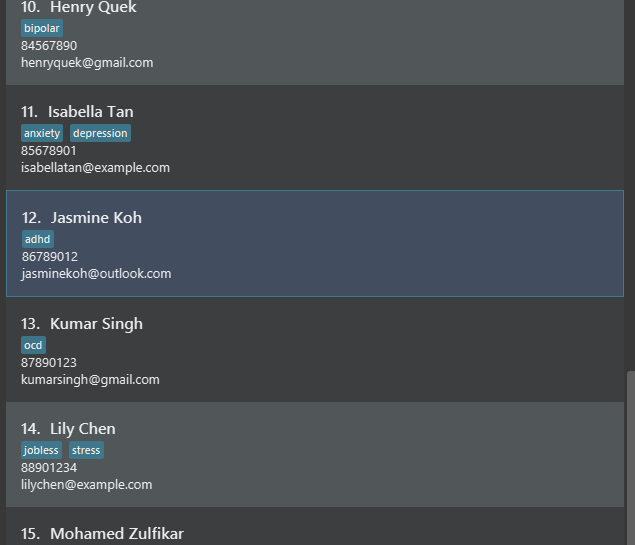 10. Henry Quek
bipolar
84567890
henryquek@gmail.com
11. Isabella Tan
anxiety depression
85678901
isabellatan@example.com
12. Jasmine Koh
adhd
86789012
jasminekoh@outlook.com
13. Kumar Singh
ocd
87890123
kumarsingh@gmail.com
14. Lily Chen
jobless stress
88901234
lilychen@example.com
15. Mohamed Zulfikar